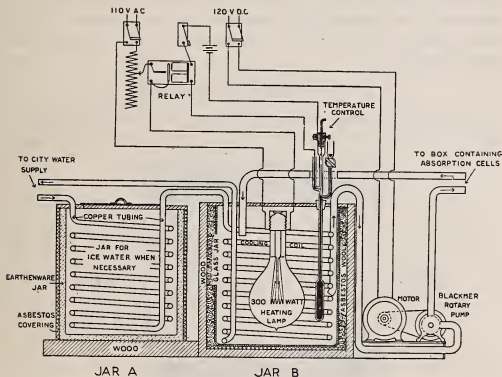 110 V AC
120 V D.C
RELAY
TEMPERATURE
CONTROL
TO CITY WATER
SUPPLY
TO BOX CONTAINING
ABSORPTION CELLS
COPPER TUBING
JAR FOR
ICE WATER WHEN
NECESSARY
EARTHENWARE
JAR
ASBESTOS
COVERING
WOOD
WOOD
GLASS JAR
COOLING COIL
300 WATT
HEATING
LAMP
ASBESTOS WOOL
MOTOR
BLACKMER
ROTARY
PUMP
JAR A
JAR B